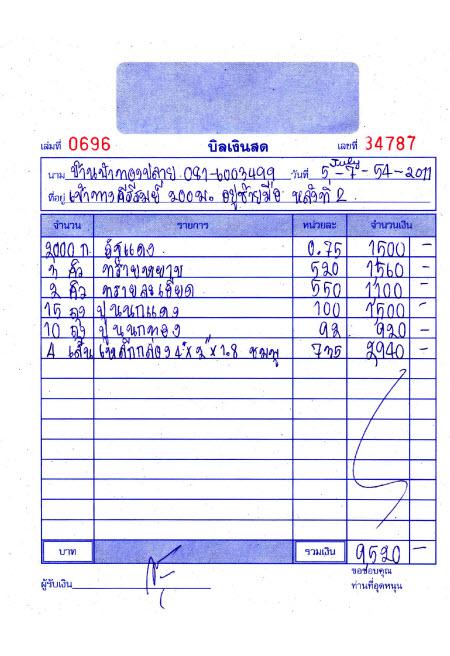 เล่มที่ 0696 บิลเงินสด เลขที่ 34787
นาม บ้านป้าทองปลาย 081-6003499 วันที่ 5 - 7 - 54 - 2011
July
ที่อยู่ เข้าทางคีรีรมย์ 200 ม. อยู่ซ้ายมือ หลังที่ 2
จำนวน รายการ หน่วยละ จำนวนเงิน
2000 ก. อิฐแดง 0.75 1500 -
3 คิว ทรายหยาบ 520 1560 -
2 คิว ทรายละเอียด 550 1100 -
15 ถุง ปูนนกแดง 100 1500 -
10 ถุง ปูนนกทอง 92 920 -
4 เส้น เหล็กกล่อง 4" x 2" x 1.8 ชมพู 735 2940 -
บาท รวมเงิน 9520 -
ผู้รับเงิน
ขอขอบคุณ
ท่านที่อุดหนุน